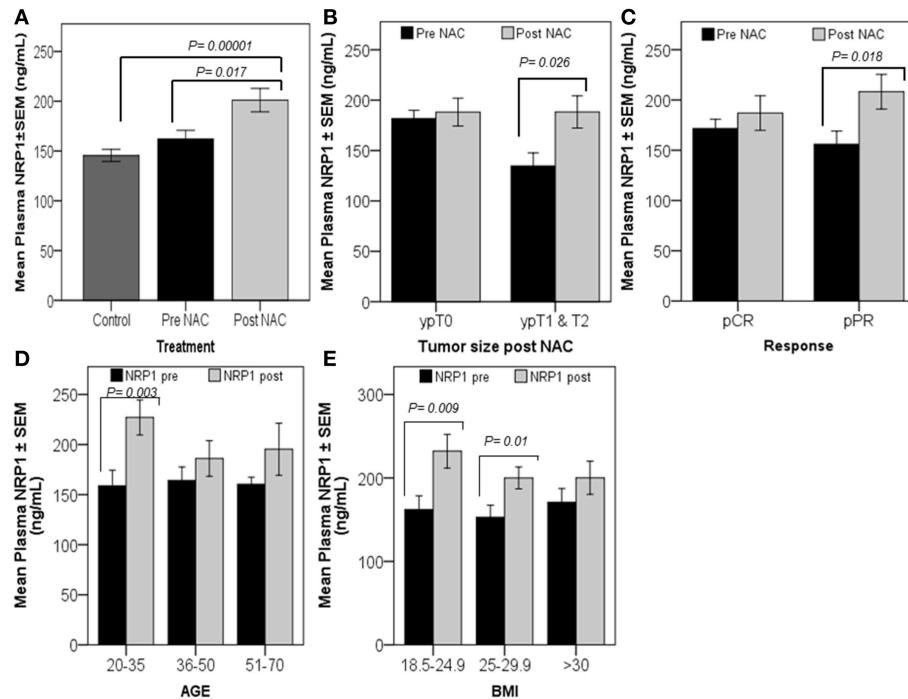 A
Mean Plasma NRP1±SEM (ng/mL)
250
200
150
100
50
0
P= 0.00001
P= 0.017
Control Pre NAC Post NAC
Treatment
B
Mean Plasma NRP1 ± SEM (ng/mL)
Pre NAC Post NAC
250
200
150
100
50
0
P= 0.026
ypT0 ypT1 & T2
Tumor size post NAC
C
Mean Plasma NRP1 ± SEM (ng/mL)
Pre NAC Post NAC
250
200
150
100
50
0
P= 0.018
pCR pPR
Response
D
Mean Plasma NRP1 ± SEM
(ng/mL)
NRP1 pre NRP1 post
250
200
150
100
50
0
P= 0.003
20-35 36-50 51-70
AGE
E
Mean Plasma NRP1 ± SEM
(ng/mL)
NRP1 pre NRP1 post
300
200
100
0
P= 0.009
P= 0.01
18.5-24.9 25-29.9 >30
BMI